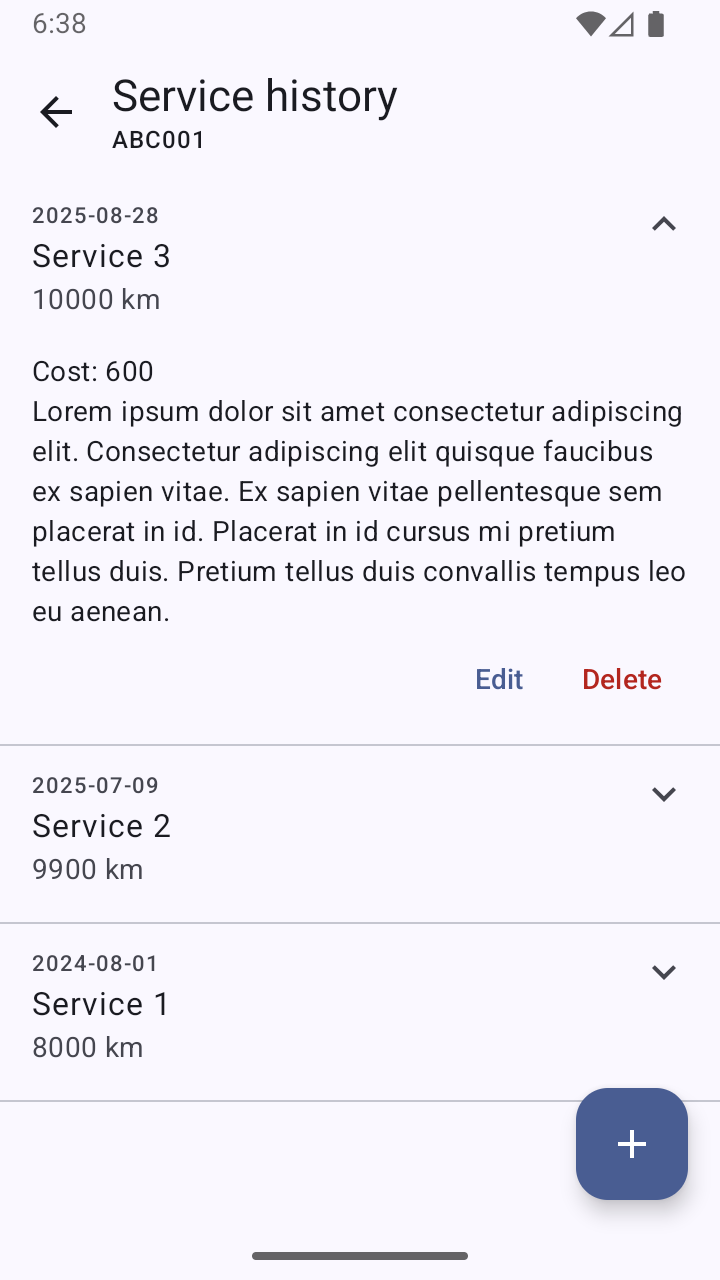 6:38
Service history
ABC001
2025-08-28
Service 3
10000 km
Cost: 600
Lorem ipsum dolor sit amet consectetur adipiscing
elit. Consectetur adipiscing elit quisque faucibus
ex sapien vitae. Ex sapien vitae pellentesque sem
placerat in id. Placerat in id cursus mi pretium
tellus duis. Pretium tellus duis convallis tempus leo
eu aenean.
Edit Delete
2025-07-09
Service 2
9900 km
2024-08-01
Service 1
8000 km